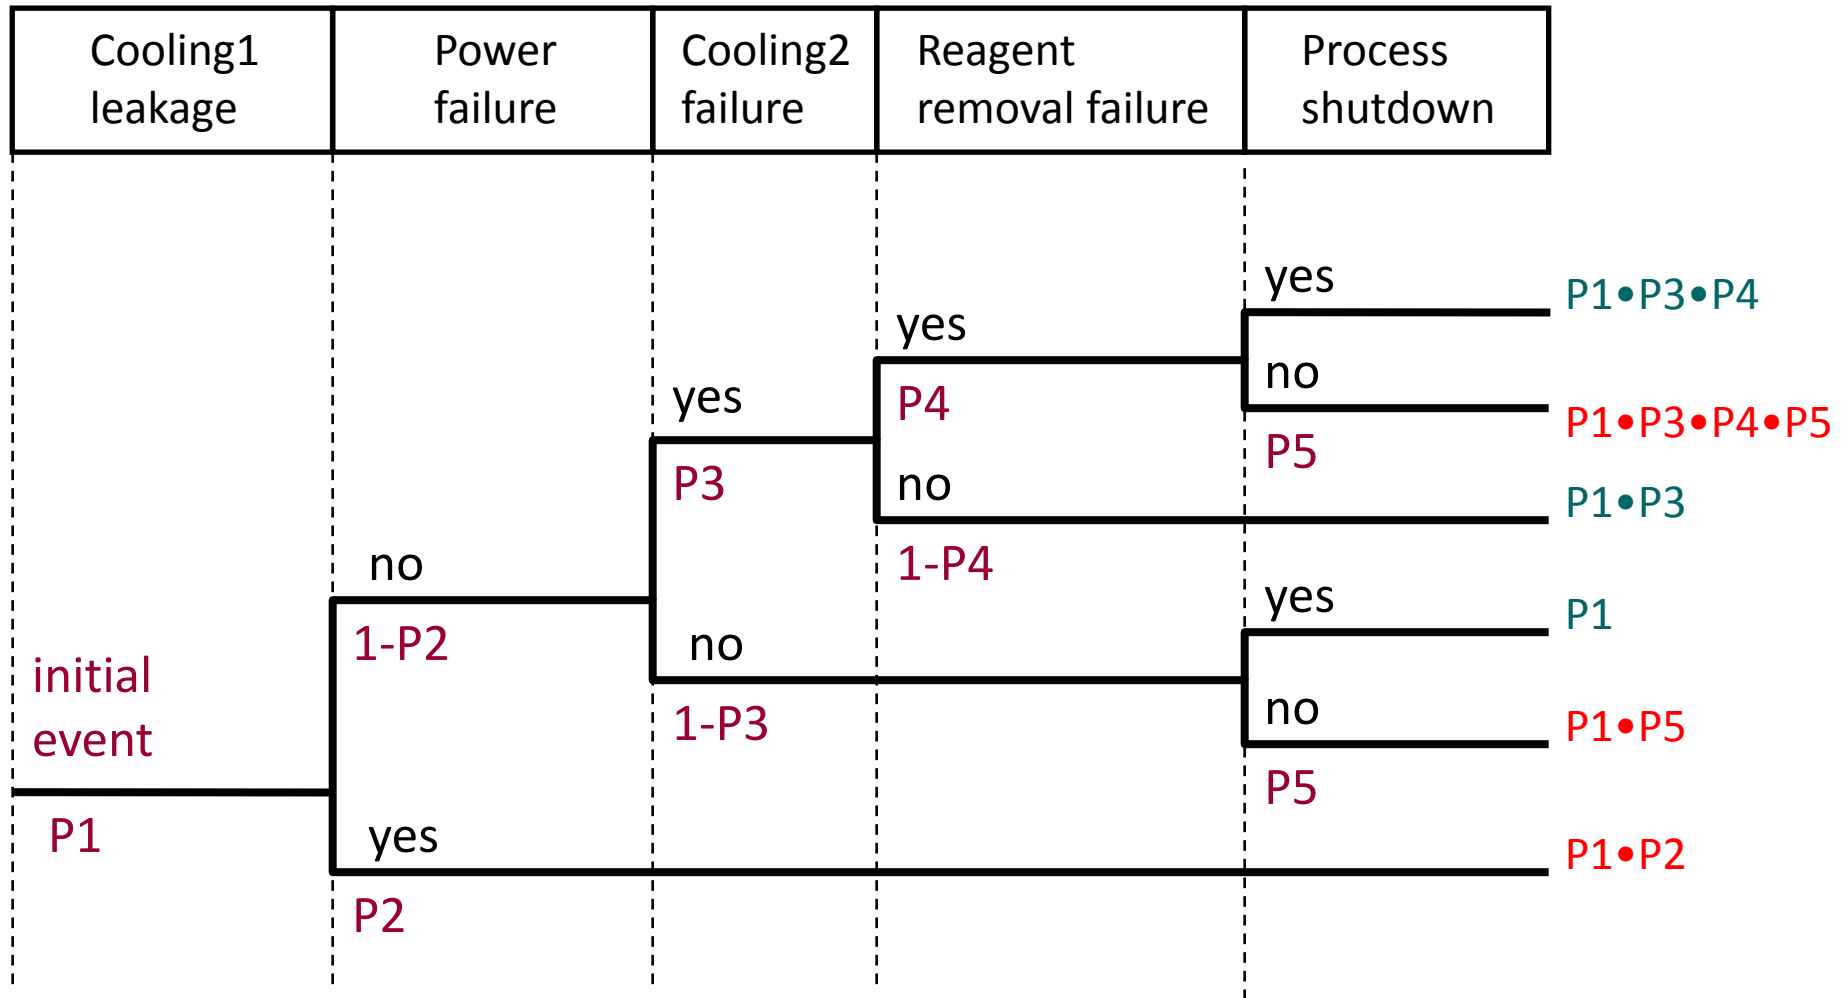 Cooling1
leakage
Power
failure
Cooling2
failure
Reagent
removal failure
Process
shutdown
yes
P1•P3•P4
yes
no
P4
P1•P3•P4•P5
yes
P5
P3
no
P1•P3
no
1-P4
yes
P1
1-P2
no
initial
event
1-P3
no
P1•P5
P5
P1
yes
P1•P2
P2